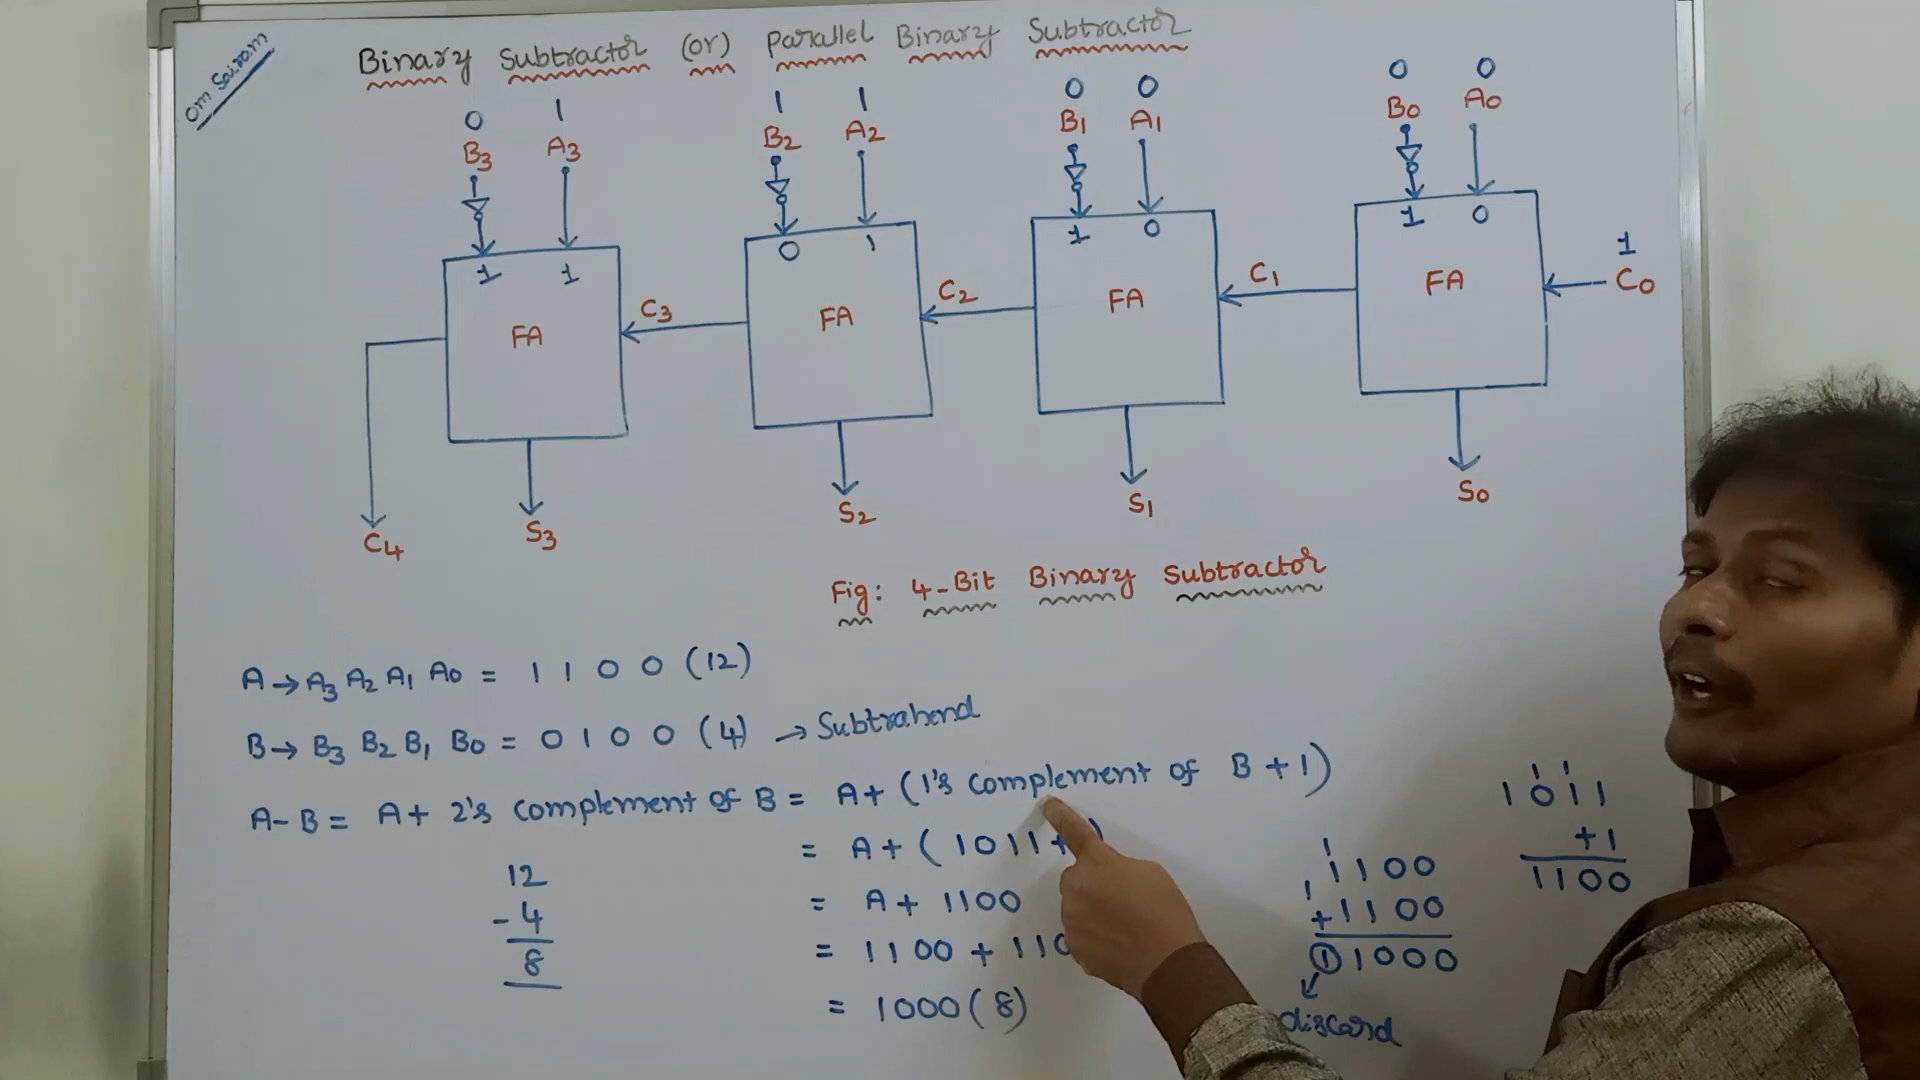 Om Sairam
Binary Subtractor (or) Parallel Binary Subtractor
0 1 1 1 0 0 0 0
B3 A3 B2 A2 B1 A1 B0 A0
1 1 0 1 1 0 1 0
1
FA C3 FA C2 FA C1 FA C0
C4 S3 S2 S1 S0
Fig: 4-Bit Binary Subtractor
A → A3 A2 A1 A0 = 1 1 0 0 (12)
B → B3 B2 B1 B0 = 0 1 0 0 (4) → Subtrahend
A - B = A + 2's complement of B = A + (1's complement of B + 1)
= A + (1011+ )
= A + 1100
= 1100 + 110
= 1000 (8)
12
- 4
8
1
1100
1
+1100
①1000
discard
1 1
1011
+1
1100